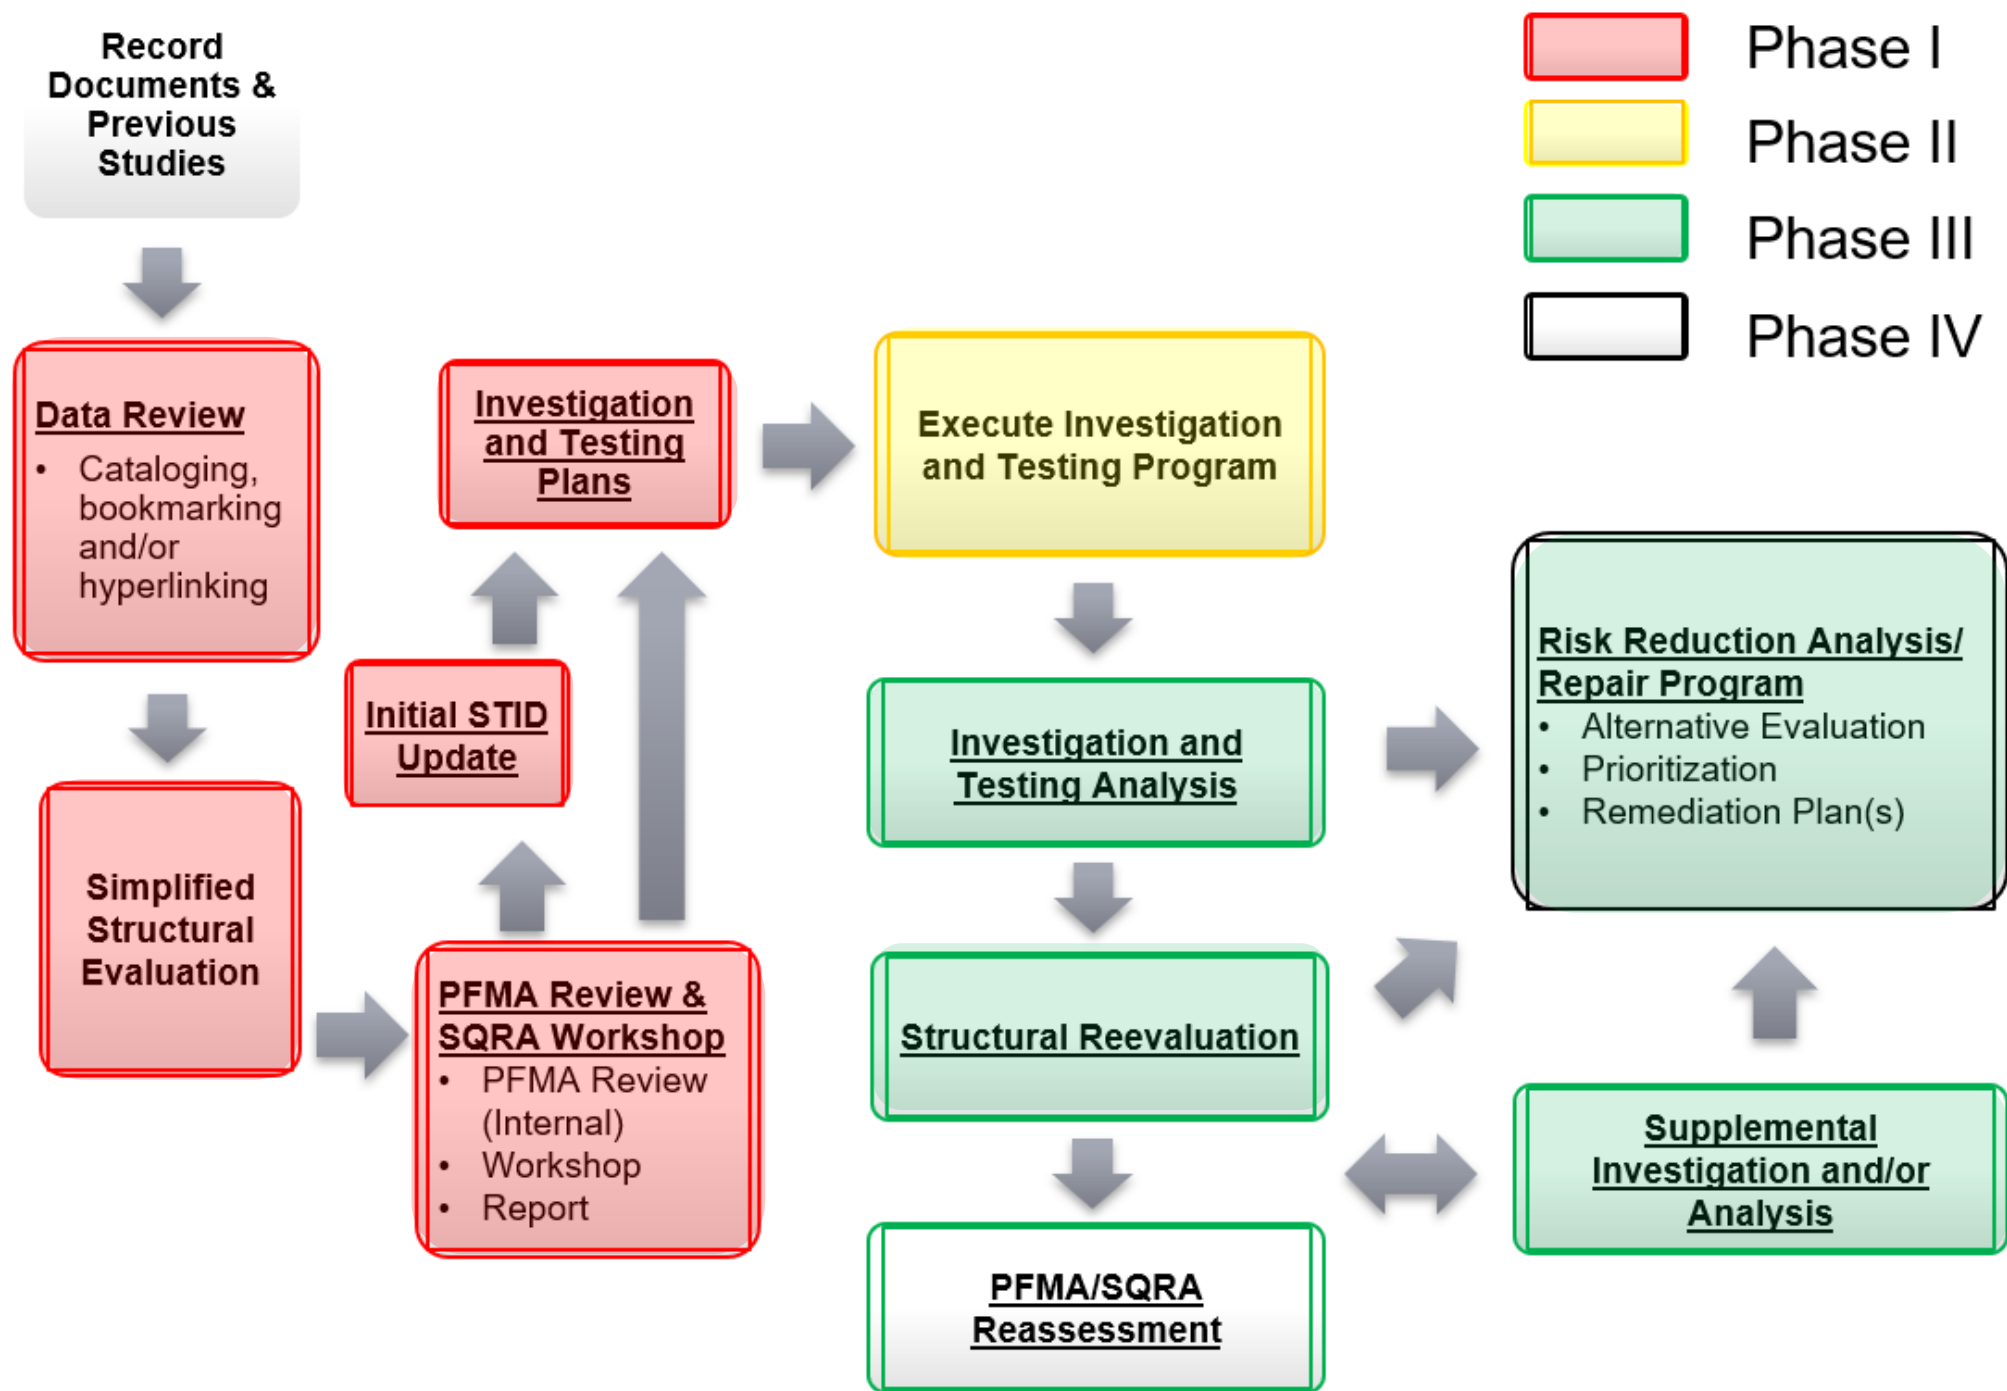 Record
Documents &
Previous
Studies
Phase I
Phase II
Phase III
Phase IV
Data Review
• Cataloging,
bookmarking
and/or
hyperlinking
Investigation
and Testing
Plans
Execute Investigation
and Testing Program
Initial STID
Update
Simplified
Structural
Evaluation
PFMA Review &
SQRA Workshop
• PFMA Review
(Internal)
• Workshop
• Report
Investigation and
Testing Analysis
Risk Reduction Analysis/
Repair Program
• Alternative Evaluation
• Prioritization
• Remediation Plan(s)
Structural Reevaluation
Supplemental
Investigation and/or
Analysis
PFMA/SQRA
Reassessment